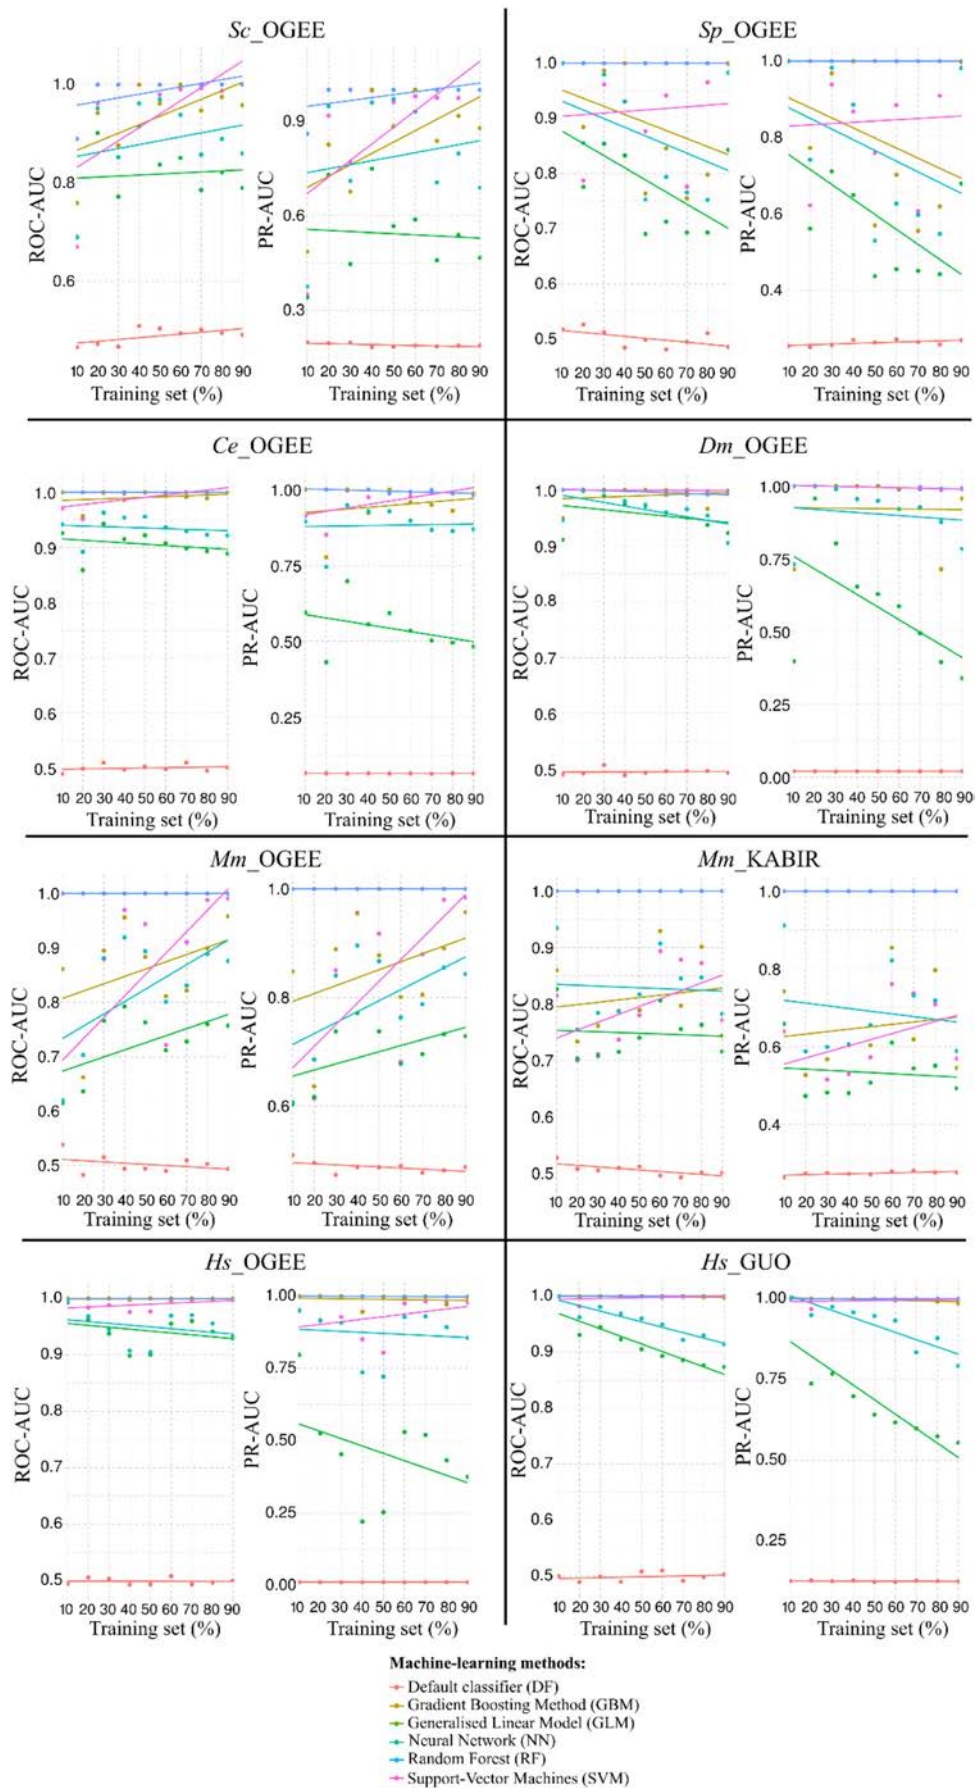 Sc_OGEE
ROC-AUC
1.0
0.8
0.6
10 20 30 40 50 60 70 80 90
Training set (%)
PR-AUC
0.9
0.6
0.3
10 20 30 40 50 60 70 80 90
Training set (%)
Sp_OGEE
ROC-AUC
1.0
0.9
0.8
0.7
0.6
0.5
10 20 30 40 50 60 70 80 90
Training set (%)
PR-AUC
1.0
0.8
0.6
0.4
10 20 30 40 50 60 70 80 90
Training set (%)
Ce_OGEE
ROC-AUC
1.0
0.9
0.8
0.7
0.6
0.5
10 20 30 40 50 60 70 80 90
Training set (%)
PR-AUC
1.00
0.75
0.50
0.25
10 20 30 40 50 60 70 80 90
Training set (%)
Dm_OGEE
ROC-AUC
1.0
0.9
0.8
0.7
0.6
0.5
10 20 30 40 50 60 70 80 90
Training set (%)
PR-AUC
1.00
0.75
0.50
0.25
0.00
10 20 30 40 50 60 70 80 90
Training set (%)
Mm_OGEE
ROC-AUC
1.0
0.9
0.8
0.7
0.6
0.5
10 20 30 40 50 60 70 80 90
Training set (%)
PR-AUC
1.0
0.8
0.6
10 20 30 40 50 60 70 80 90
Training set (%)
Mm_KABIR
ROC-AUC
1.0
0.9
0.8
0.7
0.6
0.5
10 20 30 40 50 60 70 80 90
Training set (%)
PR-AUC
1.0
0.8
0.6
0.4
10 20 30 40 50 60 70 80 90
Training set (%)
Hs_OGEE
ROC-AUC
1.0
0.9
0.8
0.7
0.6
0.5
10 20 30 40 50 60 70 80 90
Training set (%)
PR-AUC
1.00
0.75
0.50
0.25
0.00
10 20 30 40 50 60 70 80 90
Training set (%)
Hs_GUO
ROC-AUC
1.0
0.9
0.8
0.7
0.6
0.5
10 20 30 40 50 60 70 80 90
Training set (%)
PR-AUC
1.00
0.75
0.50
0.25
10 20 30 40 50 60 70 80 90
Training set (%)
Machine-learning methods:
Default classifier (DF)
Gradient Boosting Method (GBM)
Generalised Linear Model (GLM)
Neural Network (NN)
Random Forest (RF)
Support-Vector Machines (SVM)